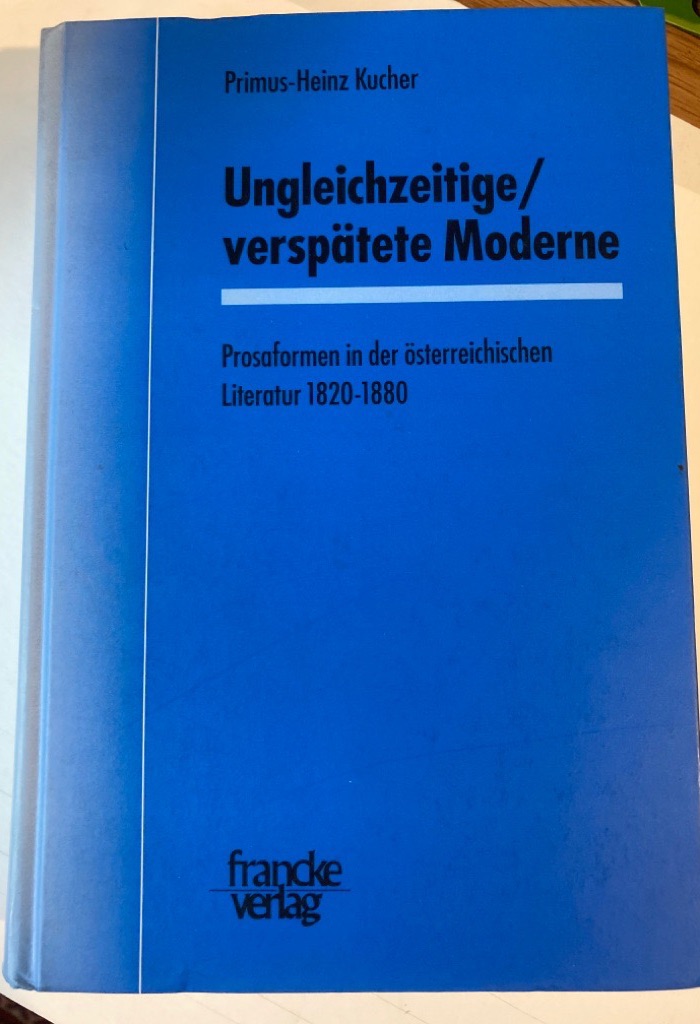 Primus-Heinz Kucher
Ungleichzeitige/
verspätete Moderne
Prosaformen in der österreichischen
Literatur 1820-1880
francke
verlag